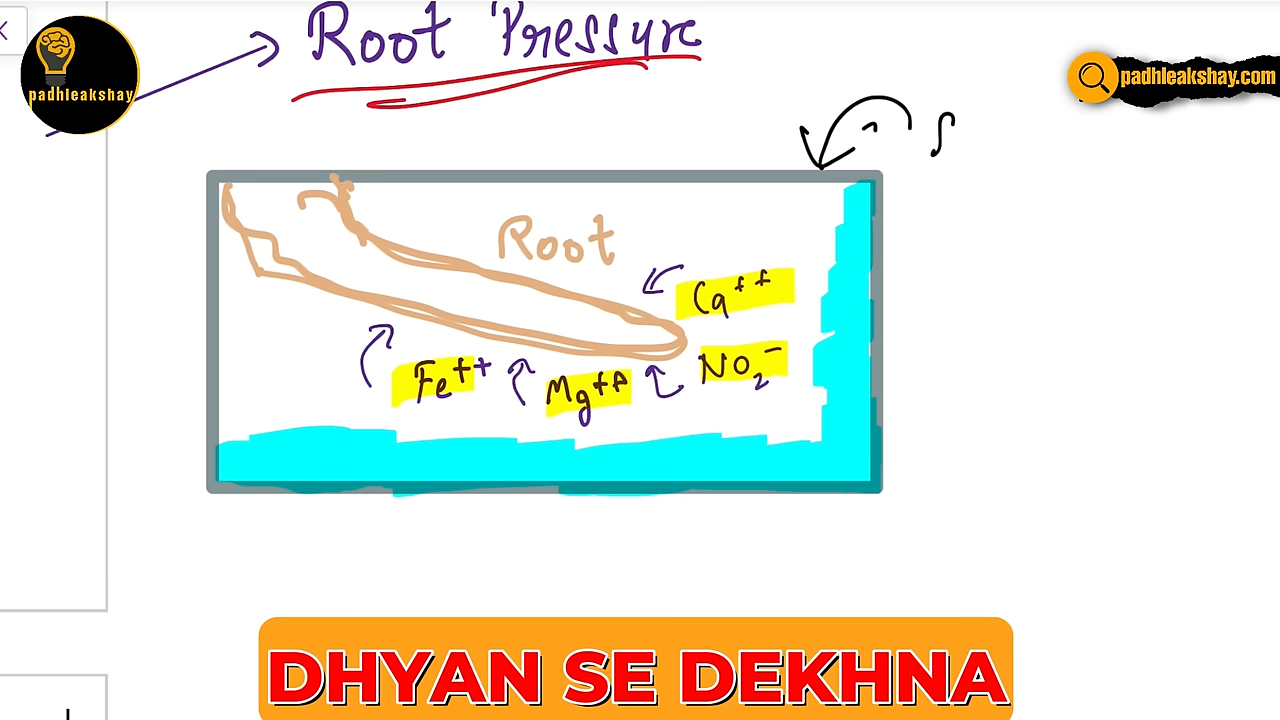 Root Pressure
padhleakshay
padhleakshay.com
Root
Ca++
NO2-
Fe++
Mg++
DHYAN SE DEKHNA